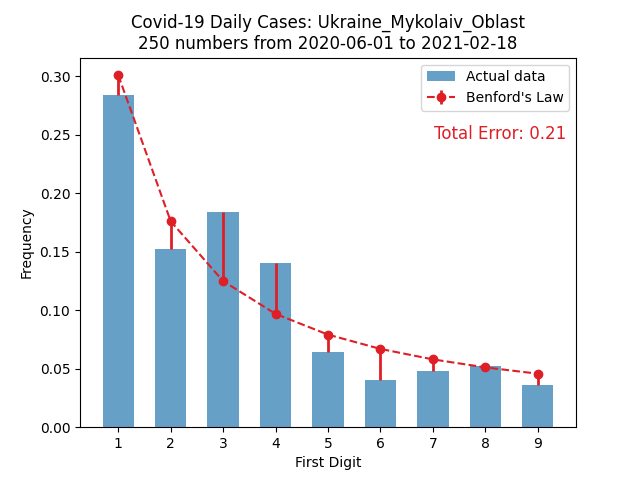 Covid-19 Daily Cases: Ukraine_Mykolaiv_Oblast
250 numbers from 2020-06-01 to 2021-02-18
Actual data
Benford's Law
Total Error: 0.21
Frequency
0.30
0.25
0.20
0.15
0.10
0.05
0.00
1 2 3 4 5 6 7 8 9
First Digit